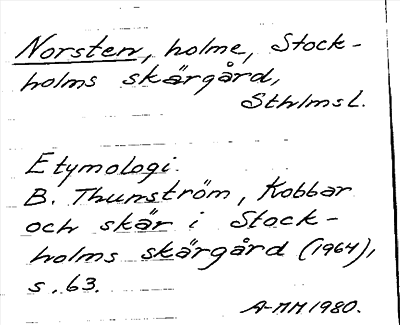 Norsten, holme, Stock-
holms skärgård,
Sthlms l.
Etymologi.
B. Thunström, Kobbar
och skär i Stock-
holms skärgård (1964),
s. 63.
A-MM 1980.